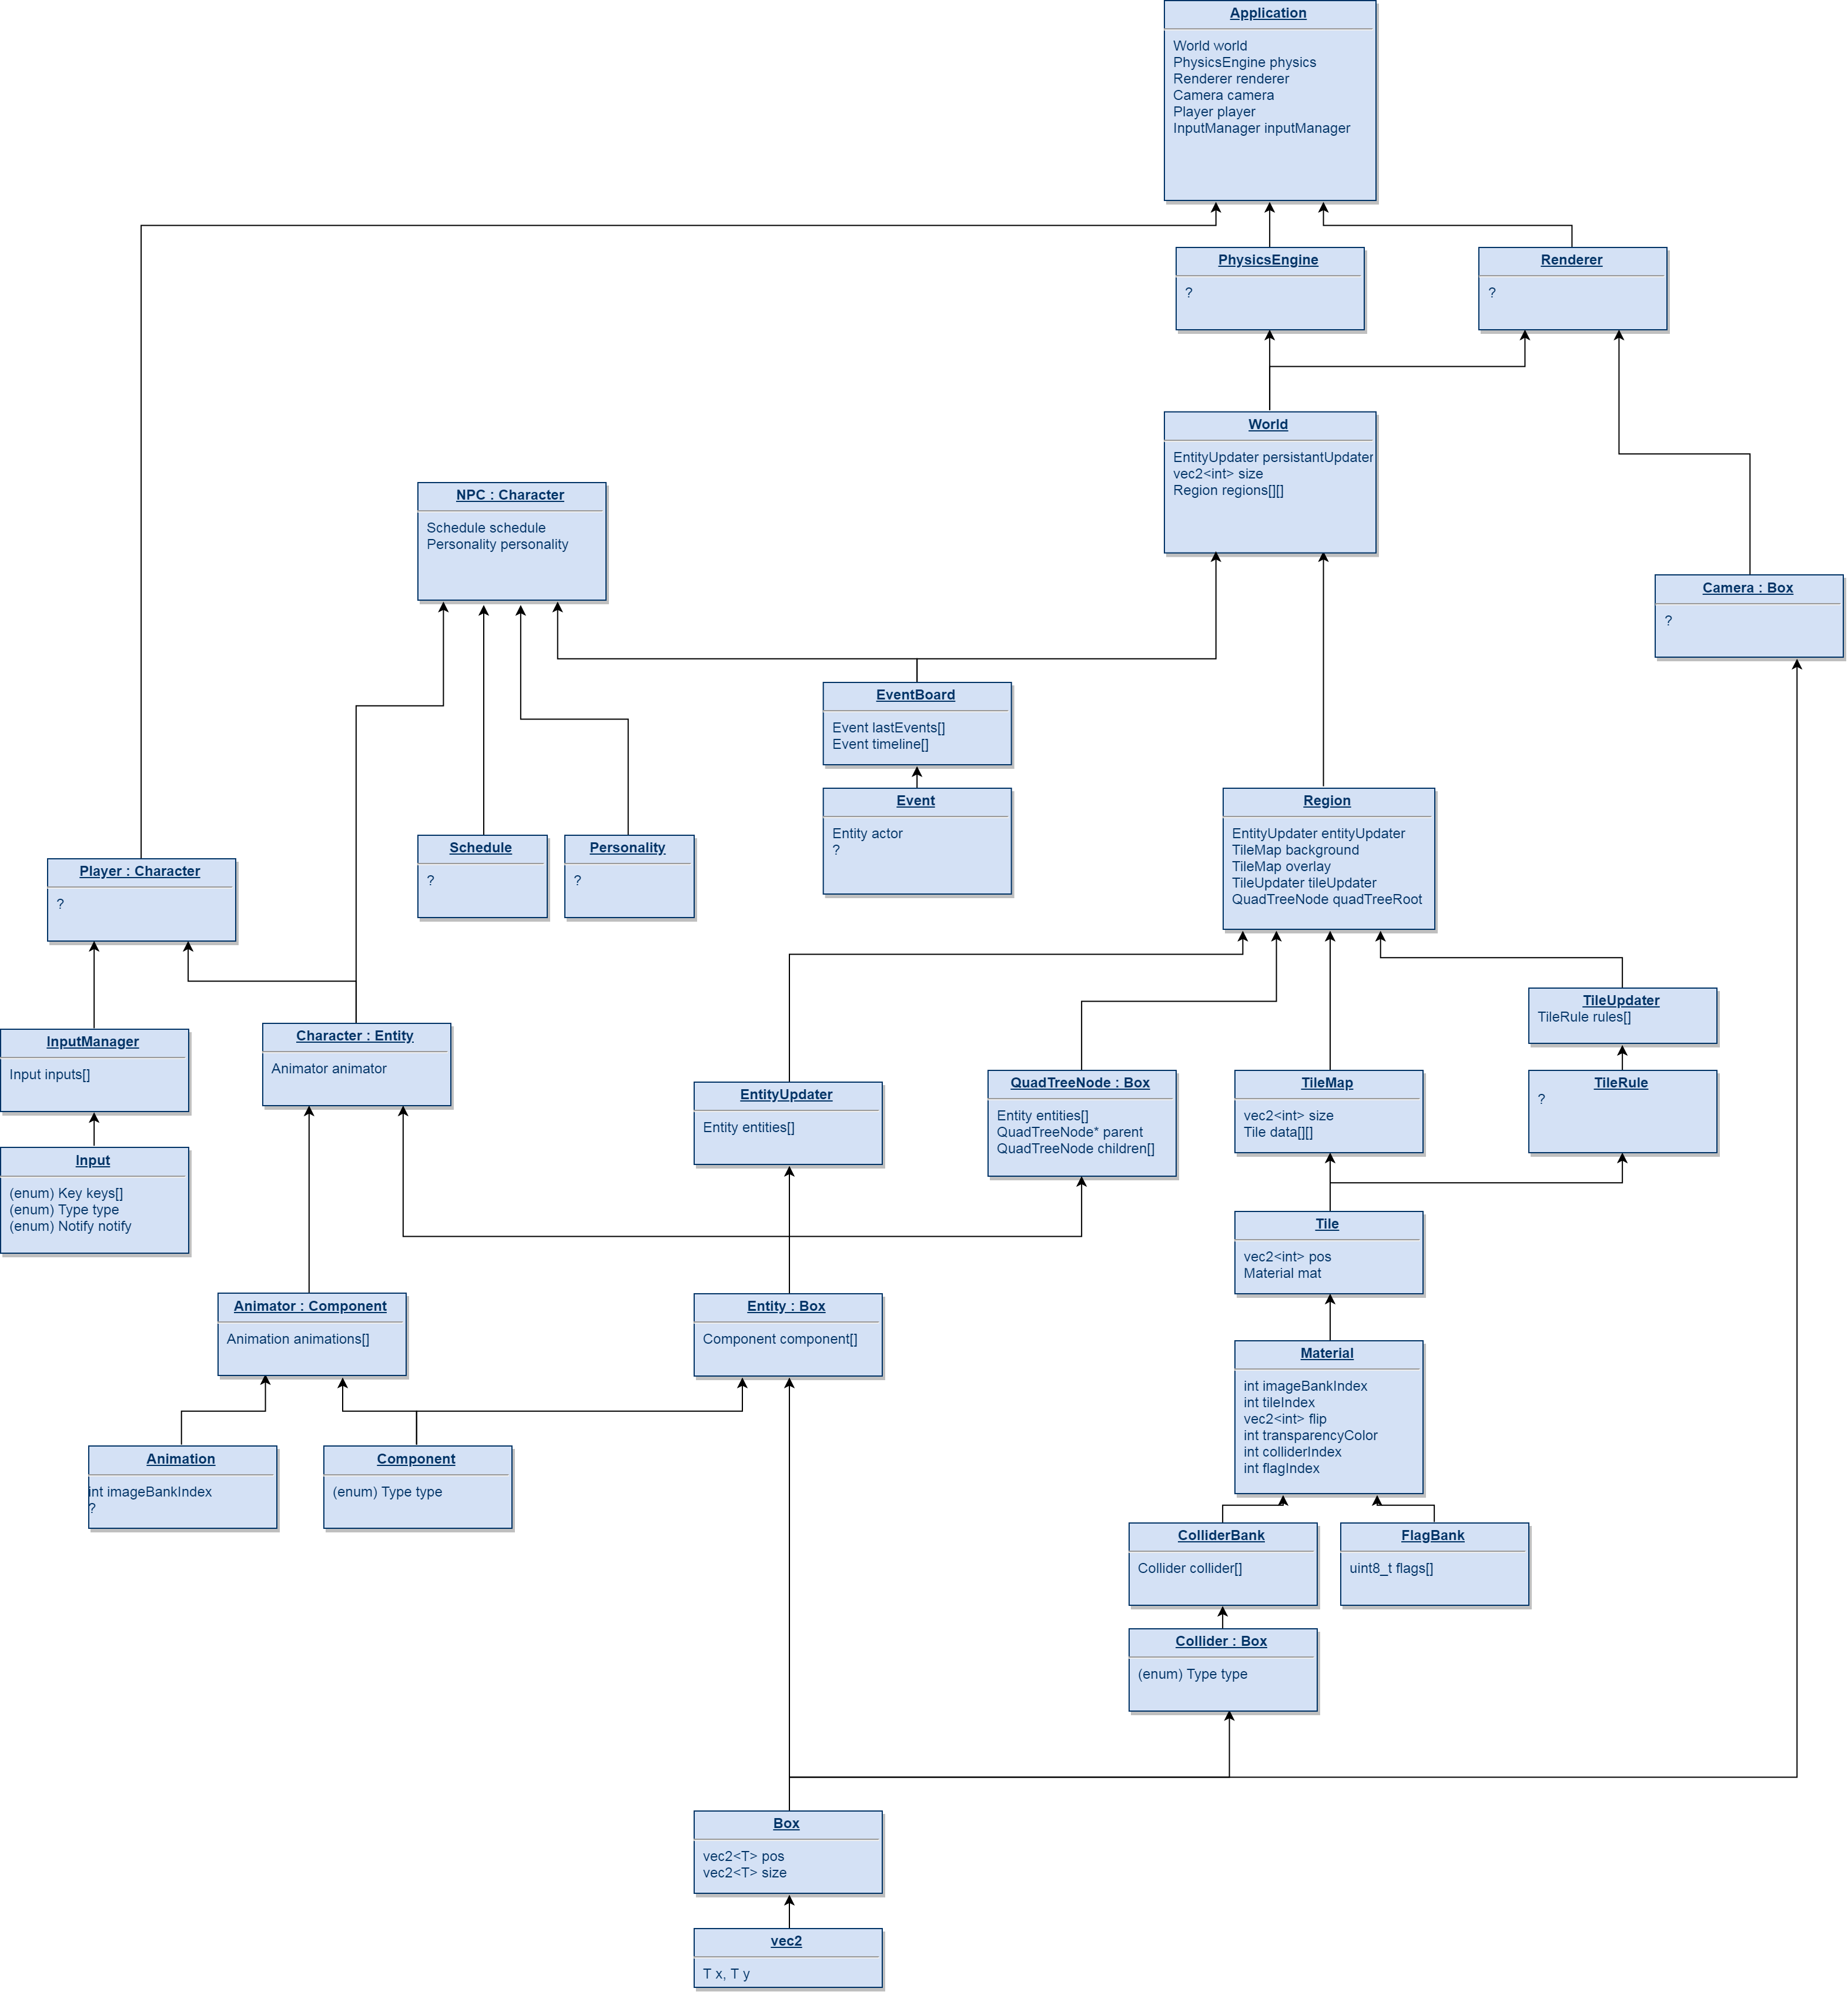 Application
World world
PhysicsEngine physics
Renderer renderer
Camera camera
Player player
InputManager inputManager
PhysicsEngine
?
Renderer
?
World
EntityUpdater persistantUpdater
vec2<int> size
Region regions[][]
NPC : Character
Schedule schedule
Personality personality
Camera : Box
?
EventBoard
Event lastEvents[]
Event timeline[]
Event
Entity actor
?
Region
EntityUpdater entityUpdater
TileMap background
TileMap overlay
TileUpdater tileUpdater
QuadTreeNode quadTreeRoot
Schedule
?
Personality
?
Player : Character
?
TileUpdater
TileRule rules[]
InputManager
Input inputs[]
Character : Entity
Animator animator
EntityUpdater
Entity entities[]
QuadTreeNode : Box
Entity entities[]
QuadTreeNode* parent
QuadTreeNode children[]
TileMap
vec2<int> size
Tile data[][]
TileRule
?
Input
(enum) Key keys[]
(enum) Type type
(enum) Notify notify
Tile
vec2<int> pos
Material mat
Animator : Component
Animation animations[]
Entity : Box
Component component[]
Material
int imageBankIndex
int tileIndex
vec2<int> flip
int transparencyColor
int colliderIndex
int flagIndex
Animation
int imageBankIndex
?
Component
(enum) Type type
ColliderBank
Collider collider[]
FlagBank
uint8_t flags[]
Collider : Box
(enum) Type type
Box
vec2<T> pos
vec2<T> size
vec2
T x, T y